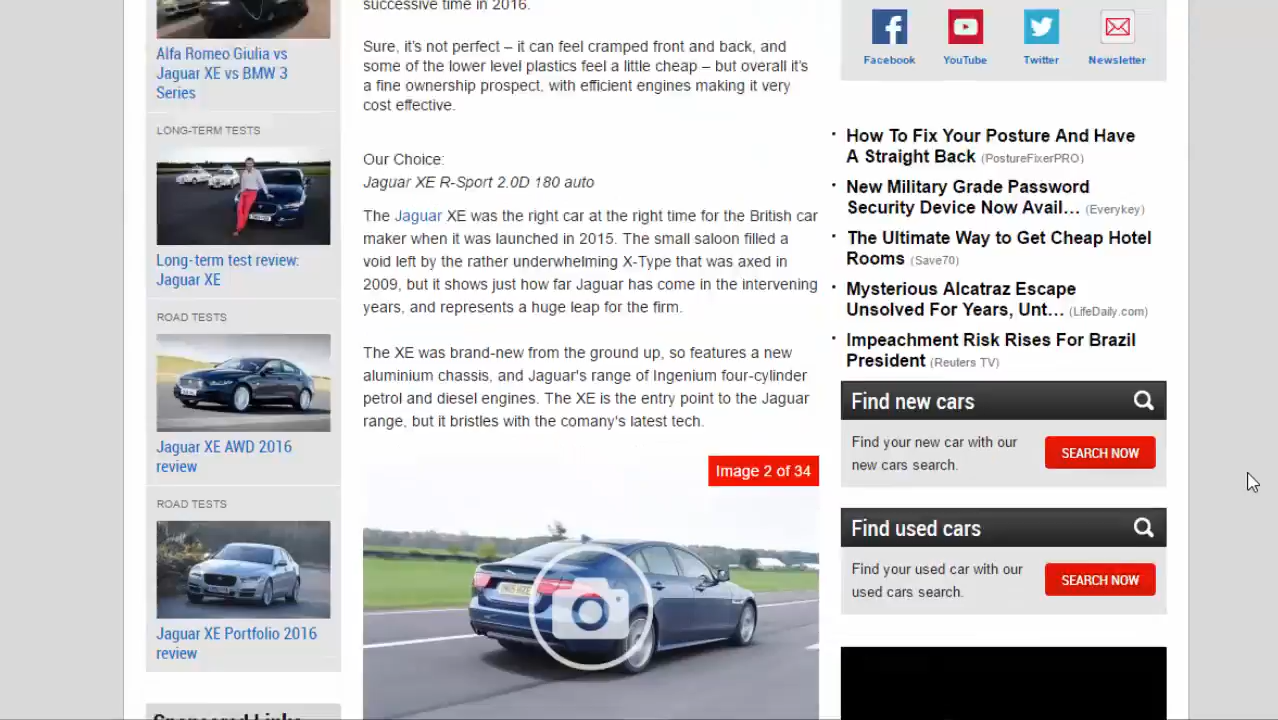 Alfa Romeo Giulia vs
Jaguar XE vs BMW 3
Series
LONG-TERM TESTS
Long-term test review:
Jaguar XE
ROAD TESTS
Jaguar XE AWD 2016
review
ROAD TESTS
Jaguar XE Portfolio 2016
review
Sponsored Links
successive time in 2016.
Sure, it's not perfect – it can feel cramped front and back, and
some of the lower level plastics feel a little cheap – but overall it's
a fine ownership prospect, with efficient engines making it very
cost effective.
Our Choice:
Jaguar XE R-Sport 2.0D 180 auto
The Jaguar XE was the right car at the right time for the British car
maker when it was launched in 2015. The small saloon filled a
void left by the rather underwhelming X-Type that was axed in
2009, but it shows just how far Jaguar has come in the intervening
years, and represents a huge leap for the firm.
The XE was brand-new from the ground up, so features a new
aluminium chassis, and Jaguar's range of Ingenium four-cylinder
petrol and diesel engines. The XE is the entry point to the Jaguar
range, but it bristles with the comany's latest tech.
Image 2 of 34
Facebook YouTube Twitter Newsletter
· How To Fix Your Posture And Have
A Straight Back (PostureFixerPRO)
· New Military Grade Password
Security Device Now Avail… (Everykey)
· The Ultimate Way to Get Cheap Hotel
Rooms (Save70)
· Mysterious Alcatraz Escape
Unsolved For Years, Unt… (LifeDaily.com)
· Impeachment Risk Rises For Brazil
President (Reuters TV)
Find new cars
Find your new car with our
new cars search.
SEARCH NOW
Find used cars
Find your used car with our
used cars search.
SEARCH NOW